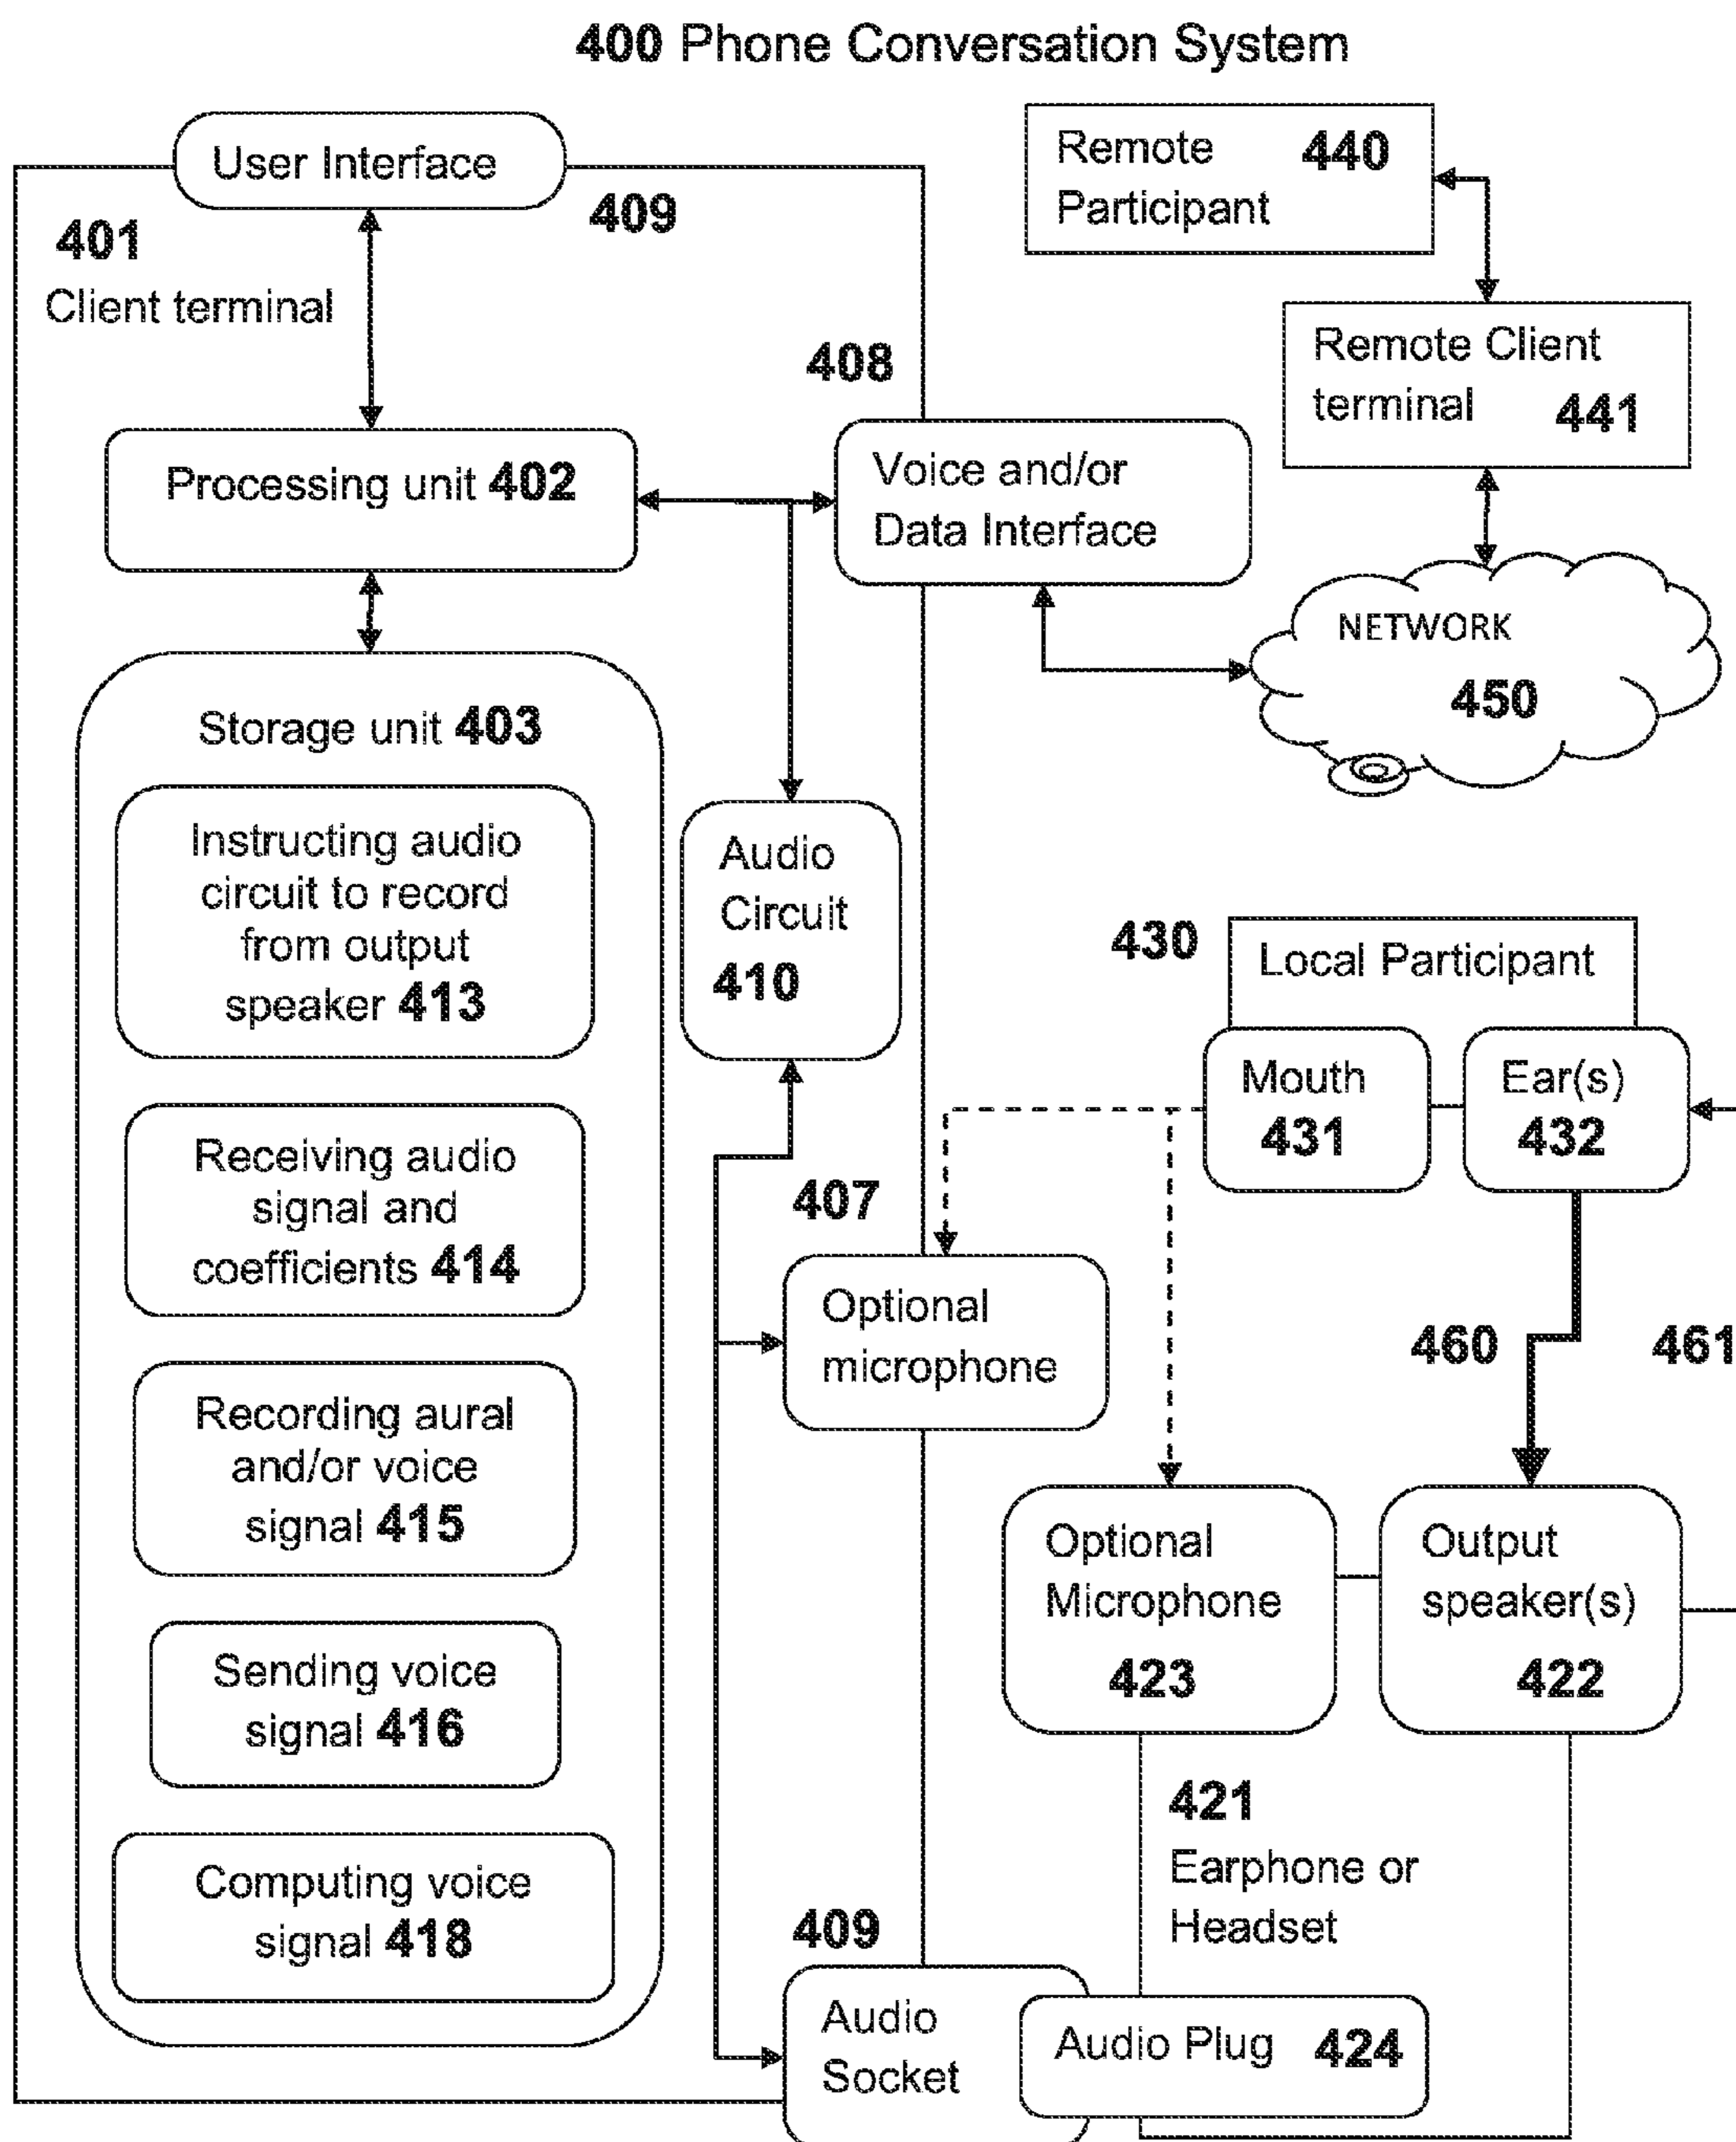 400 Phone Conversation System
User Interface
409
401
Client terminal
Remote 440
Participant
Remote Client
terminal 441
408
Processing unit 402
Voice and/or
Data Interface
NETWORK
450
Storage unit 403
Instructing audio
circuit to record
from output
speaker 413
Audio
Circuit
410
430
Local Participant
Mouth
431
Ear(s)
432
Receiving audio
signal and
coefficients 414
407
Optional
microphone
460
461
Recording aural
and/or voice
signal 415
Optional
Microphone
423
Output
speaker(s)
422
Sending voice
signal 416
421
Earphone or
Headset
Computing voice
signal 418
409
Audio
Socket
Audio Plug 424